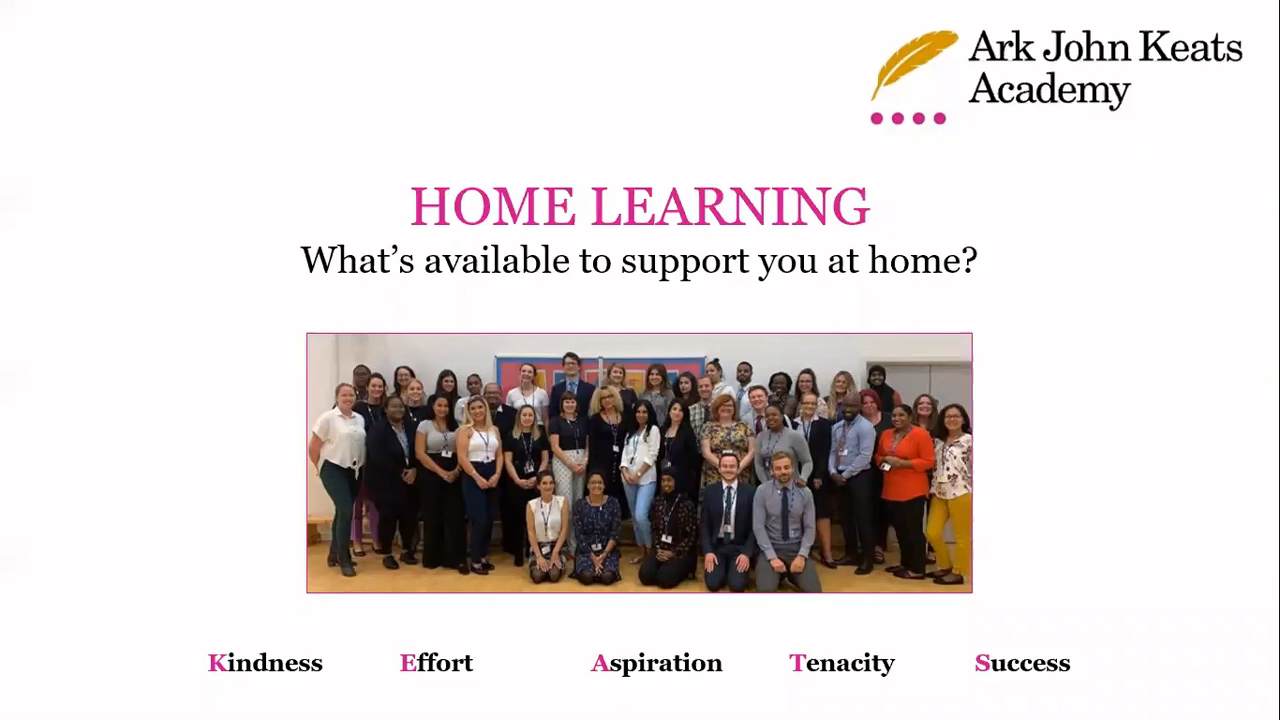 Ark John Keats
Academy
HOME LEARNING
What's available to support you at home?
Kindness Effort Aspiration Tenacity Success